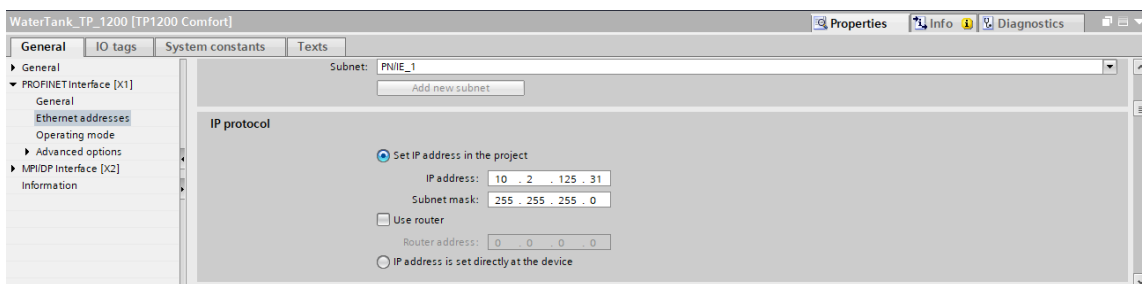 WaterTank_TP_1200 [TP1200 Comfort]
Properties Info Diagnostics
General IO tags System constants Texts
General
PROFINET Interface [X1]
General
Ethernet addresses
Operating mode
Advanced options
MPI/DP Interface [X2]
Information
Subnet: PN/IE_1
Add new subnet
IP protocol
Set IP address in the project
IP address: 10 . 2 . 125 . 31
Subnet mask: 255 . 255 . 255 . 0
Use router
Router address: 0 . 0 . 0 . 0
IP address is set directly at the device